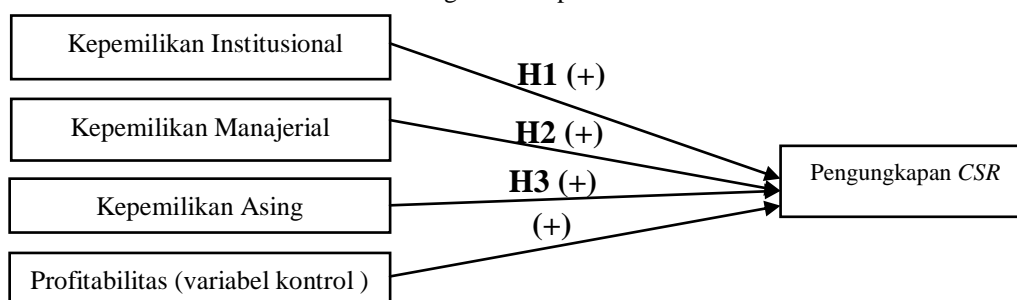 Kepemilikan Institusional
H1 (+)
Kepemilikan Manajerial
H2 (+)
Pengungkapan CSR
H3 (+)
Kepemilikan Asing
(+)
Profitabilitas (variabel kontrol )